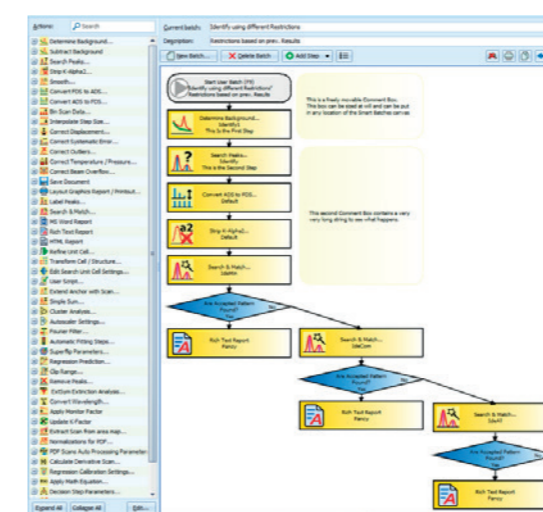 Actions:
Search
Determine Background...
Subtract Background
Search Peaks...
Strip K-Alpha2...
Smooth...
Convert FDS to ADS...
Convert ADS to FDS...
Bin Scan Data...
Interpolate Step Size...
Correct Displacement...
Correct Systematic Error...
Correct Outliers...
Correct Temperature / Pressure...
Correct Beam Overflow...
Save Document
Layout Graphics Report / Printout...
Label Peaks...
Search & Match...
MS Word Report
Rich Text Report
HTML Report
Refine Unit Cell...
Transform Cell / Structure...
Edit Search Unit Cell Settings...
User Script...
Extend Anchor with Scan...
Simple Sum...
Cluster Analysis...
Autoscaler Settings...
Fourier Filter...
Automatic Fitting Steps...
Superflip Parameters...
Regression Prediction...
Clip Range...
Remove Peaks...
Extinction Analysis...
Convert Wavelength...
Apply Monitor Factor
Update K-Factor
Extract Scan from area map...
Normalizations for PDF...
PDF Scans Auto Processing Parameter
Calculate Derivative Scan...
Regression Calibration Settings...
Apply Math Equation...
Decision Step Parameters...
Expand All
Collapse All
Edit...
Current batch:
Identify using different Restrictions
Description:
Restrictions based on prev. Results
New Batch...
Delete Batch
Add Step
Start User Batch (F9)
"Identify using different Restrictions"
Restrictions based on prev. Results
This is a freely movable Comment Box.
This box can be sized at will and can be put
in any location of the Smart Batches canvas
Determine Background...
Identify1
This Is the First Step
Search Peaks...
Identify
This is the Second Step
Convert ADS to FDS...
Default
This second Comment Box contains a very
very long string to see what happens.
Strip K-Alpha2...
Default
Search & Match...
IdeMin
Are Accepted Pattern
Found?
Yes
No
Rich Text Report
Fancy
Search & Match...
IdeCom
Are Accepted Pattern
Found?
Yes
No
Rich Text Report
Fancy
Search & Match...
IdeAll
Are Accepted Pattern
Found?
Yes
Rich Text Report
Fancy